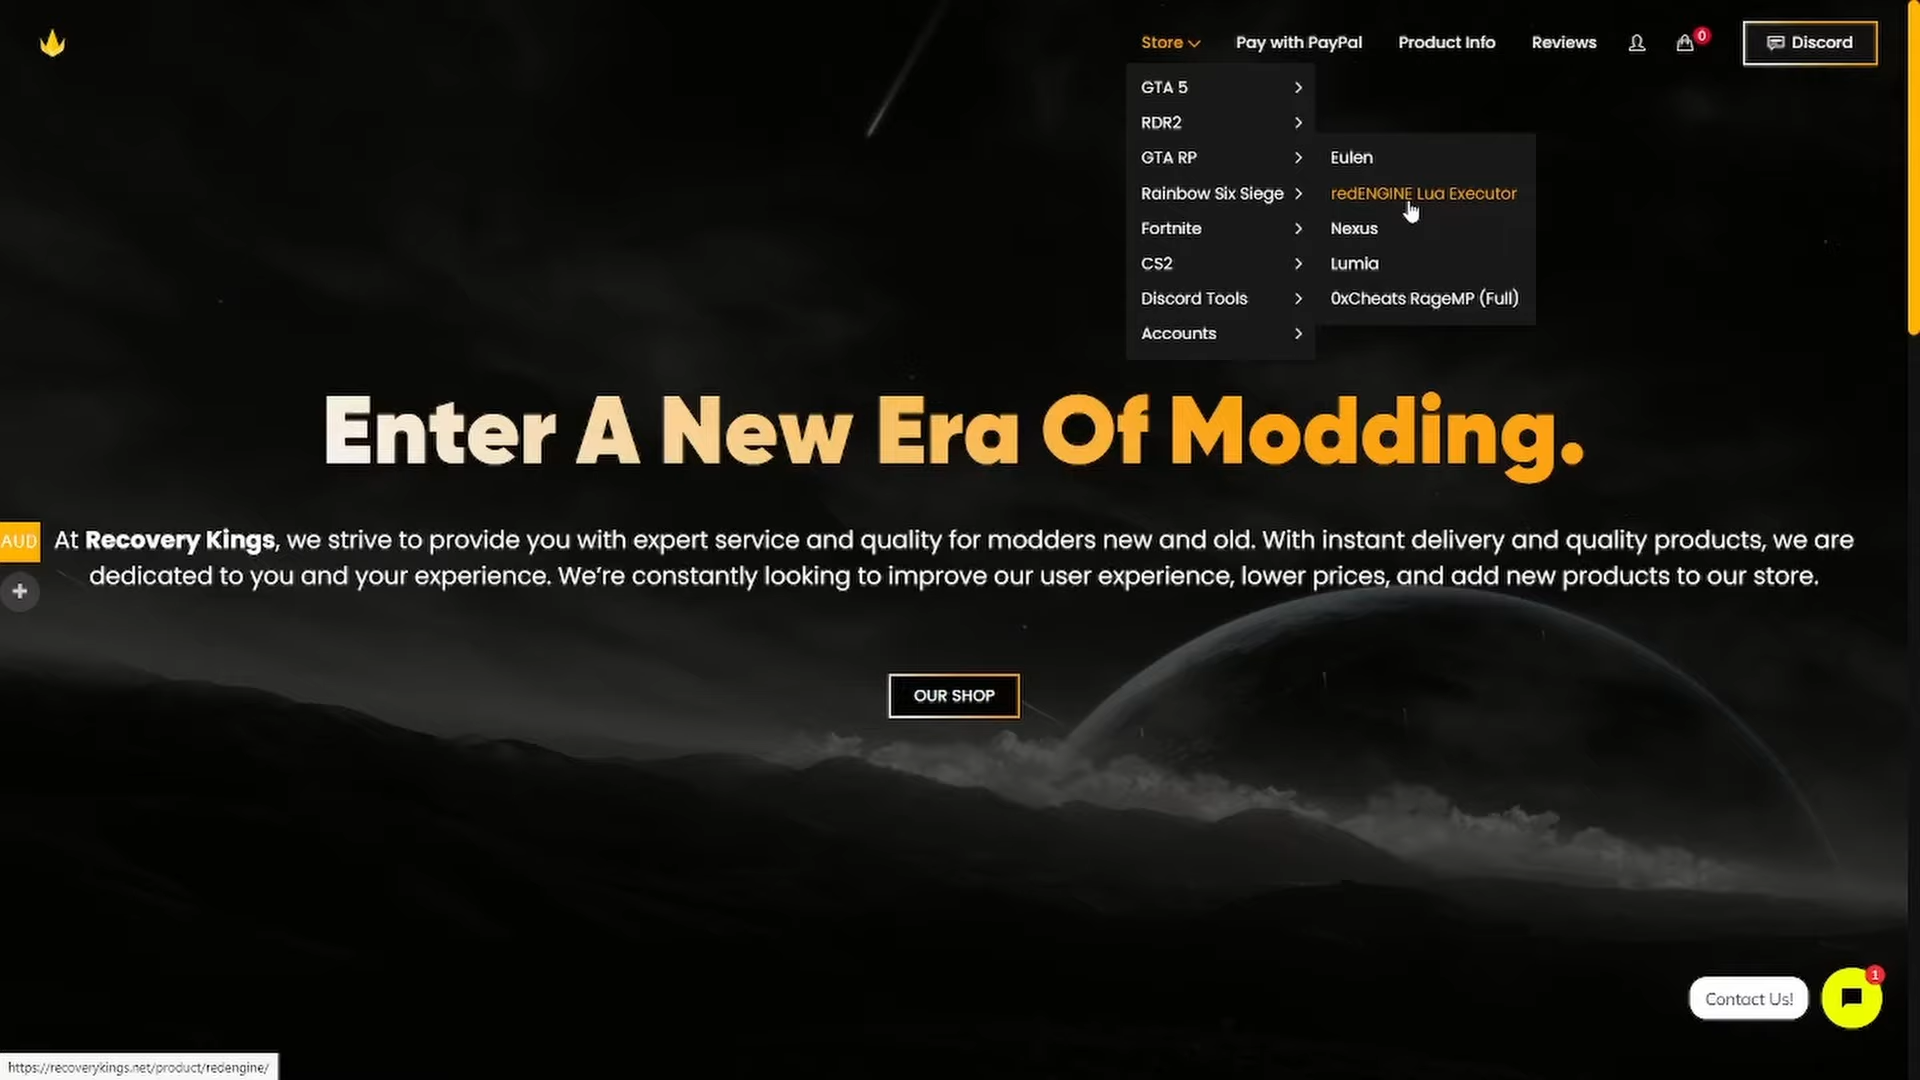 Store
Pay with PayPal
Product Info
Reviews
0
Discord
GTA 5
RDR2
GTA RP
Rainbow Six Siege
Fortnite
CS2
Discord Tools
Accounts
Eulen
redENGINE Lua Executor
Nexus
Lumia
0xCheats RageMP (Full)
Enter A New Era Of Modding.
AUD
At Recovery Kings, we strive to provide you with expert service and quality for modders new and old. With instant delivery and quality products, we are
dedicated to you and your experience. We’re constantly looking to improve our user experience, lower prices, and add new products to our store.
OUR SHOP
Contact Us!
1
https://recoverykings.net/product/redengine/